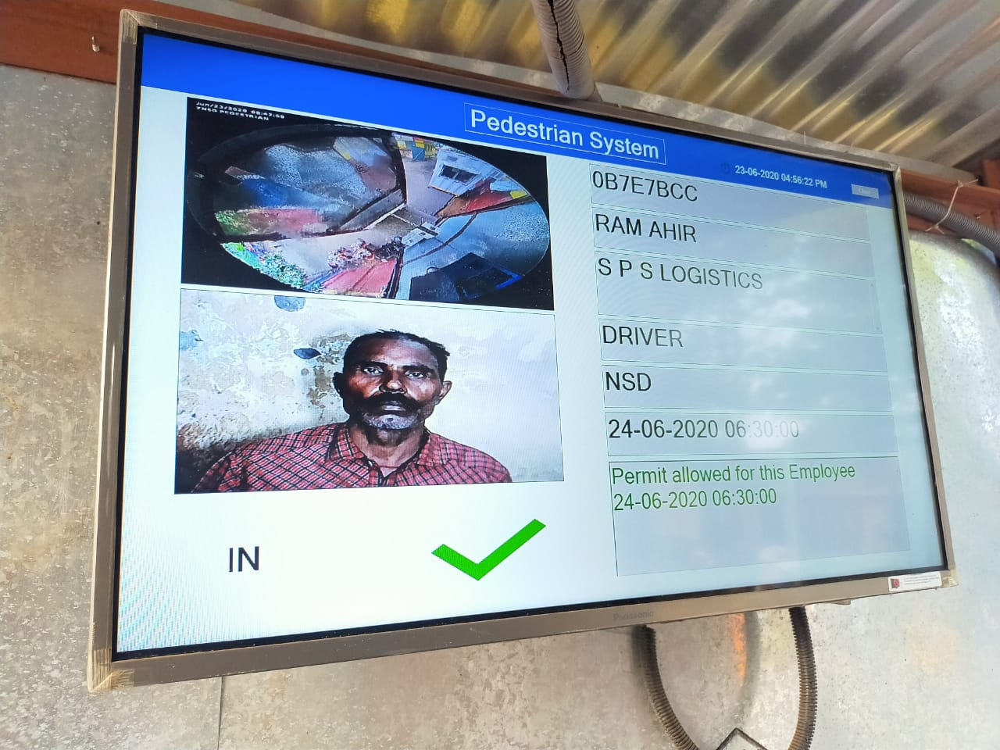 Pedestrian System
23-06-2020 04:56:22 PM
Close
Jun/23/2020 08:47:59
7NSD PEDESTRIAN
0B7E7BCC
RAM AHIR
S P S LOGISTICS
DRIVER
NSD
24-06-2020 06:30:00
Permit allowed for this Employee
24-06-2020 06:30:00
IN
Panasonic